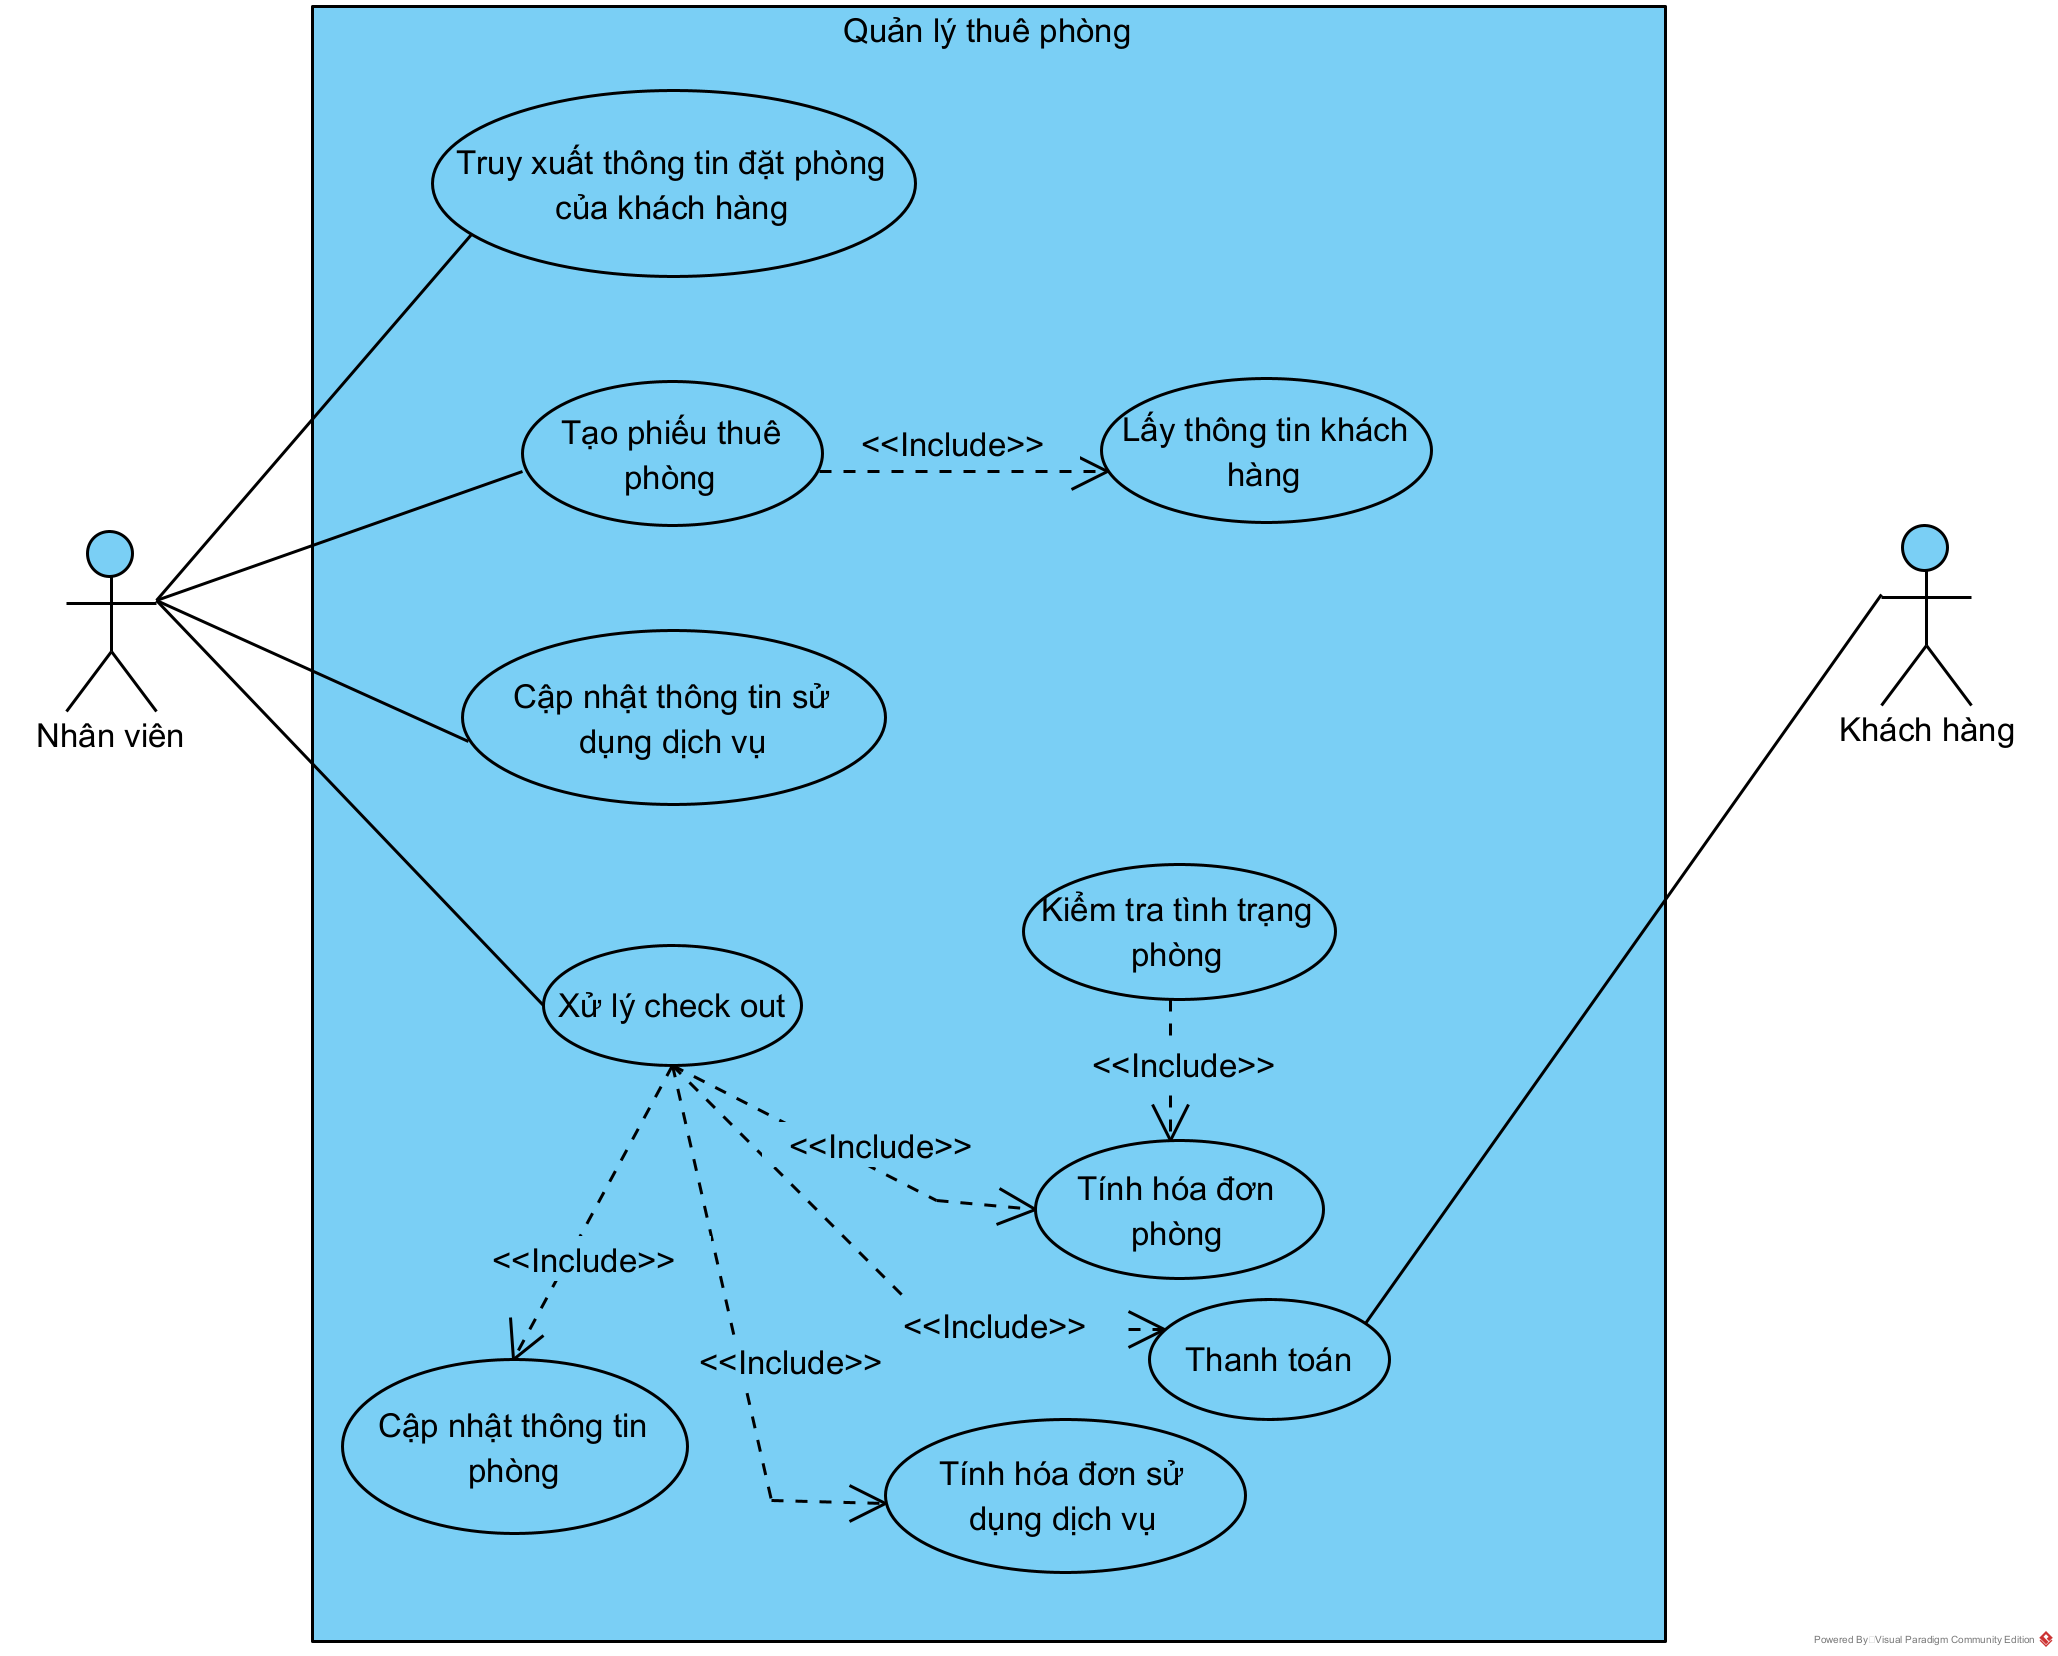 Quản lý thuê phòng
Truy xuất thông tin đặt phòng
của khách hàng
Tạo phiếu thuê
phòng
<<Include>>
Lấy thông tin khách
hàng
Nhân viên
Khách hàng
Cập nhật thông tin sử
dụng dịch vụ
Kiểm tra tình trạng
phòng
Xử lý check out
<<Include>>
<<Include>>
Tính hóa đơn
phòng
<<Include>>
<<Include>>
<<Include>>
Thanh toán
Cập nhật thông tin
phòng
Tính hóa đơn sử
dụng dịch vụ
Powered By Visual Paradigm Community Edition